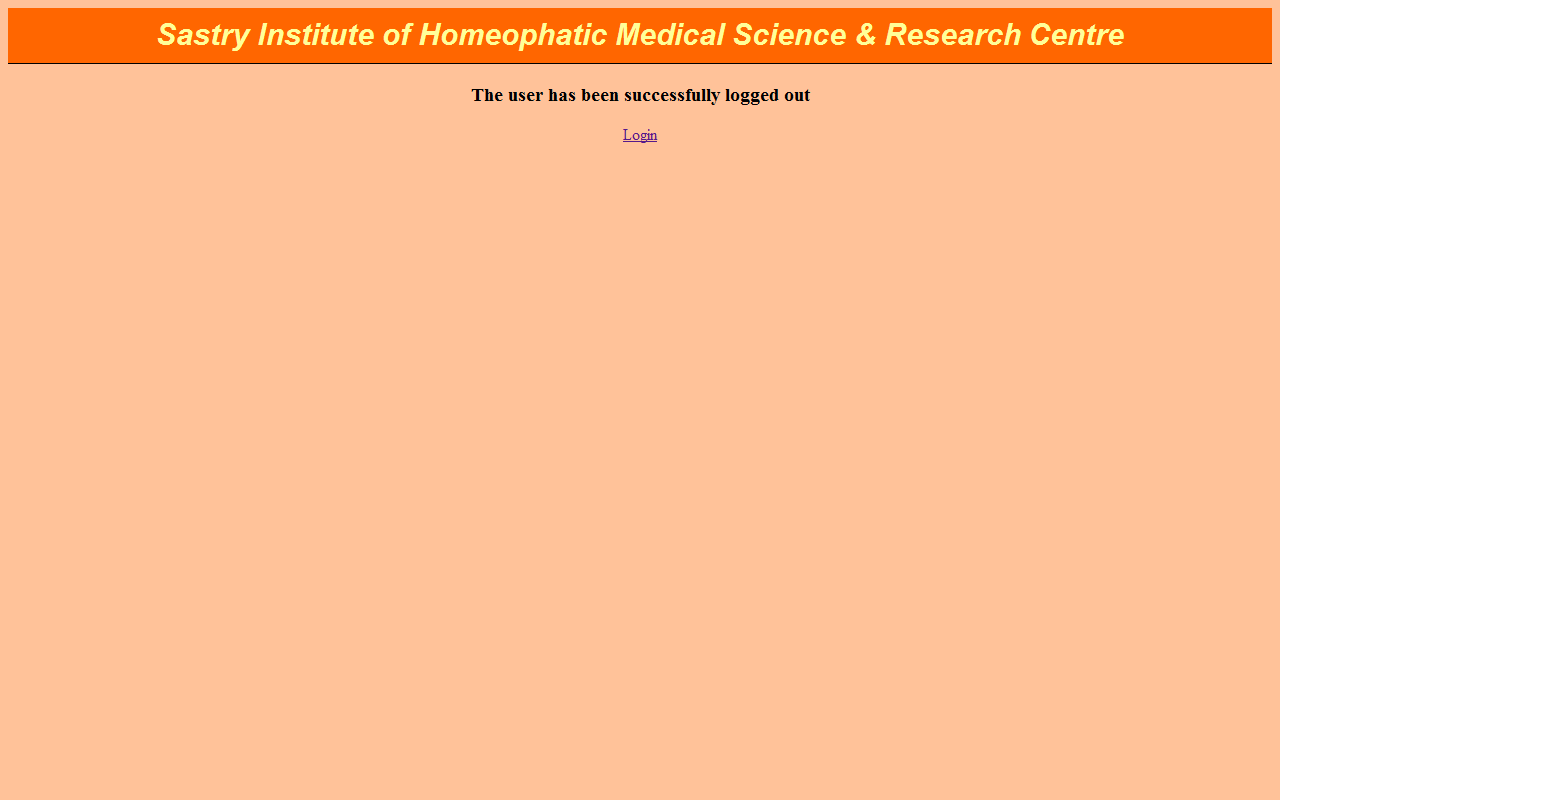 Sastry Institute of Homeophatic Medical Science & Research Centre
The user has been successfully logged out
Login